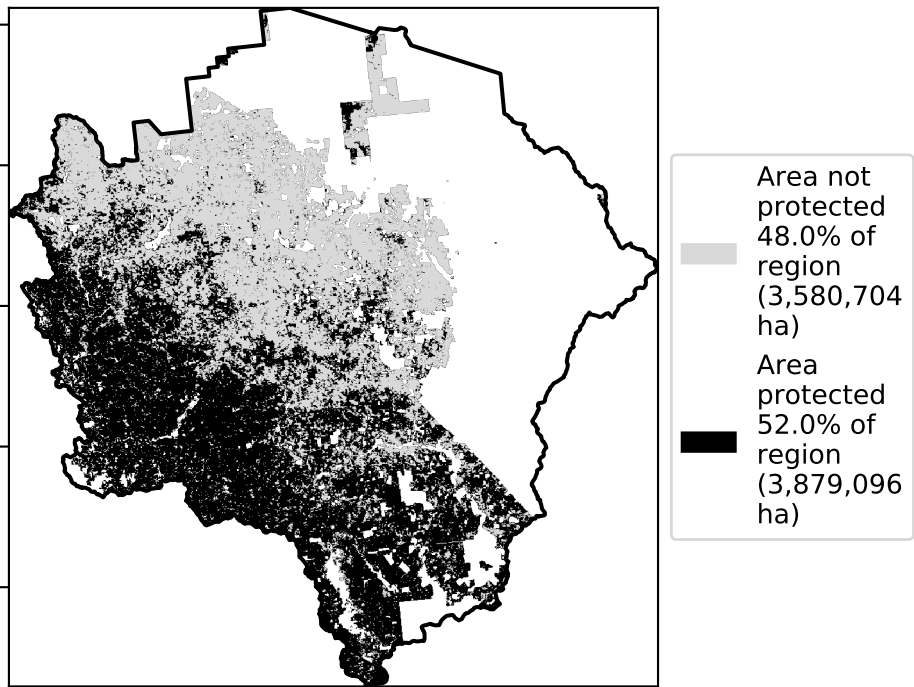 Area not
protected
48.0% of
region
(3,580,704
ha)
Area
protected
52.0% of
region
(3,879,096
ha)